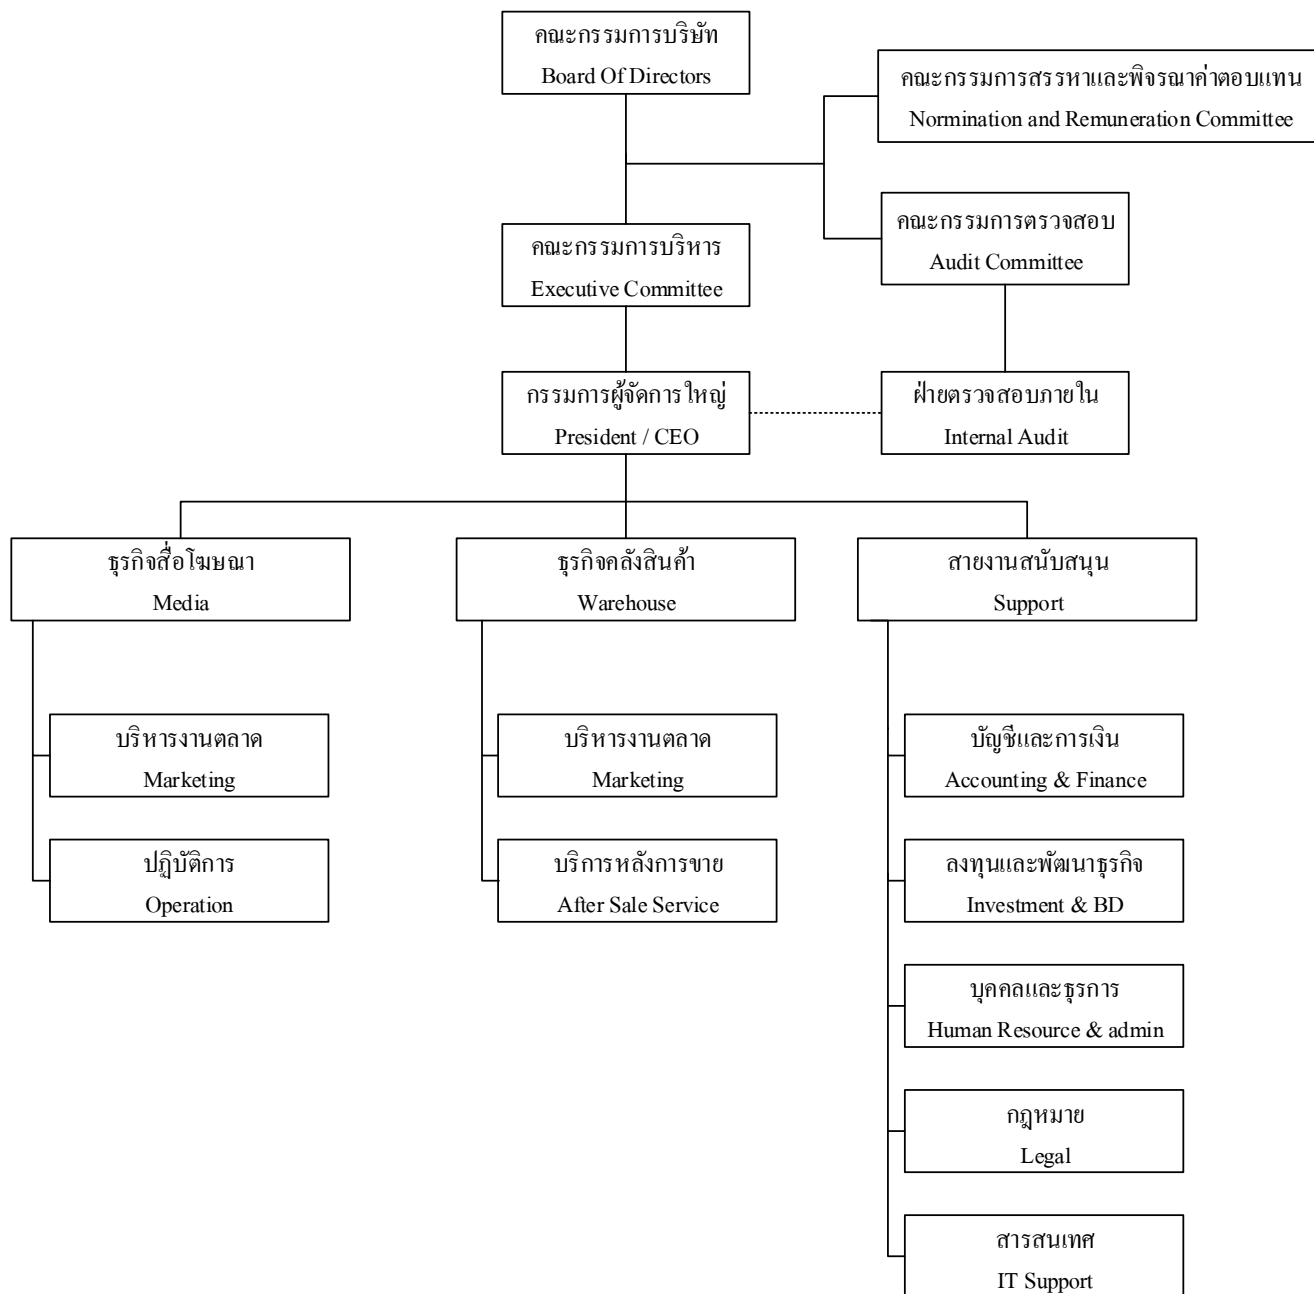 คณะกรรมการบริษัท
Board Of Directors
คณะกรรมการสรรหาและพิจรณาค่าตอบแทน
Normination and Remuneration Committee
คณะกรรมการตรวจสอบ
Audit Committee
คณะกรรมการบริหาร
Executive Committee
กรรมการผู้จัดการใหญ่
President / CEO
ฝ่ายตรวจสอบภายใน
Internal Audit
ธุรกิจสื่อโฆษณา
Media
บริหารงานตลาด
Marketing
ปฏิบัติการ
Operation
ธุรกิจคลังสินค้า
Warehouse
บริหารงานตลาด
Marketing
บริการหลังการขาย
After Sale Service
สายงานสนับสนุน
Support
บัญชีและการเงิน
Accounting & Finance
ลงทุนและพัฒนาธุรกิจ
Investment & BD
บุคคลและธุรการ
Human Resource & admin
กฎหมาย
Legal
สารสนเทศ
IT Support